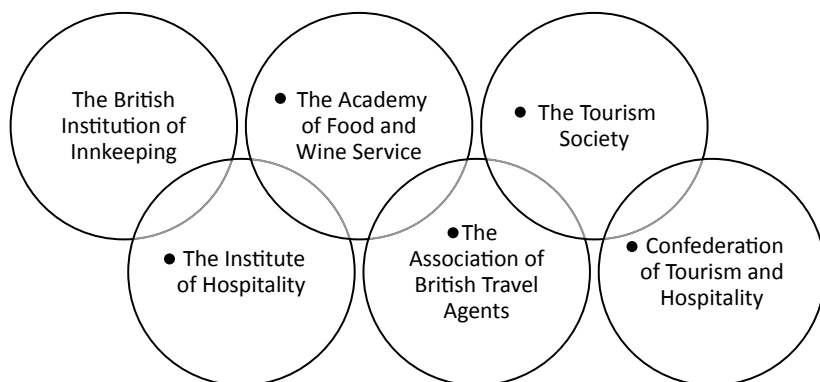 The British
Institution of
Innkeeping
● The Academy
of Food and
Wine Service
● The Tourism
Society
● The Institute
of Hospitality
● The
Association of
British Travel
Agents
● Confederation
of Tourism and
Hospitality